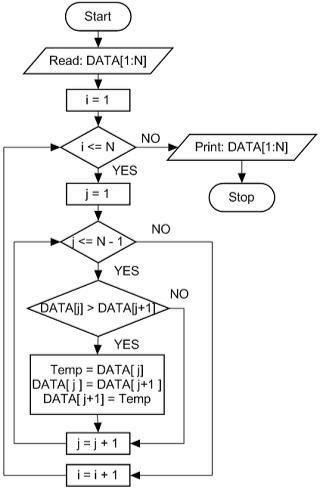 Start
Read: DATA[1:N]
i = 1
i <= N
NO
Print: DATA[1:N]
YES
j = 1
Stop
j <= N - 1
NO
YES
DATA[j] > DATA[j+1]
NO
YES
Temp = DATA[ j]
DATA[ j ] = DATA[ j+1 ]
DATA[ j+1] = Temp
j = j + 1
i = i + 1